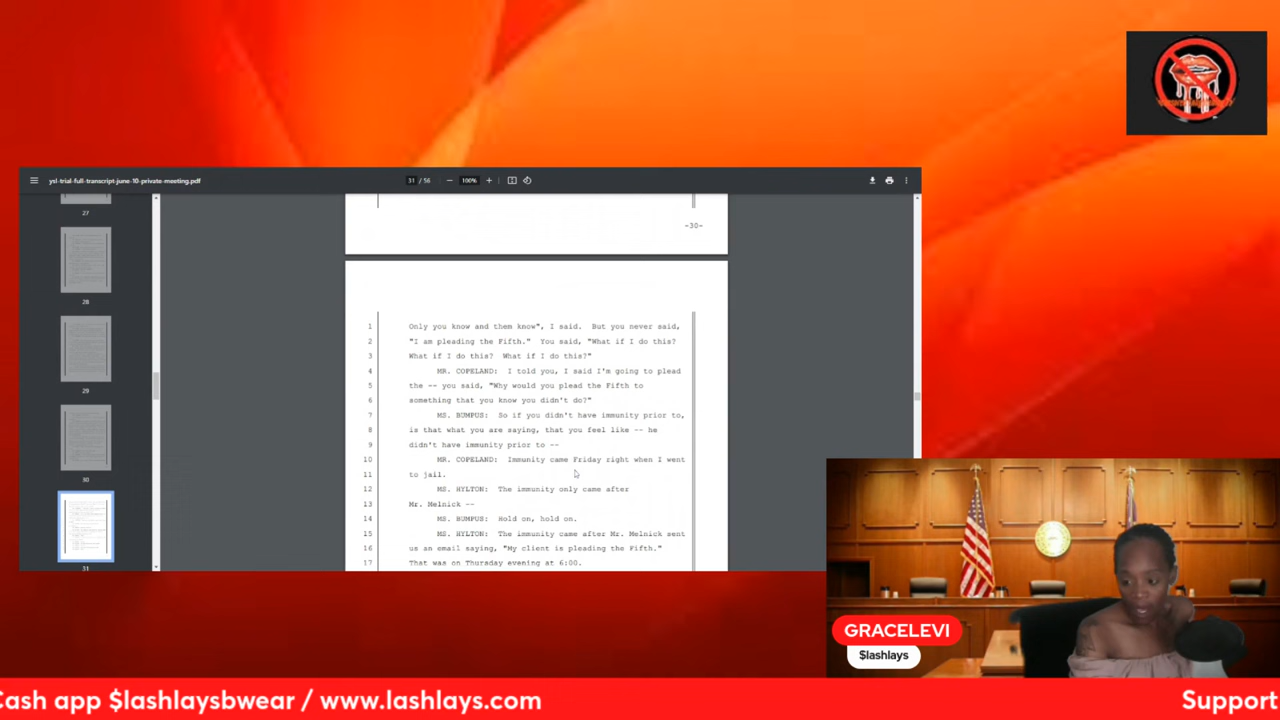 ysl-trial-full-transcript-june-10-private-meeting.pdf
31 / 56
100%
27
28
29
30
31
-30-
1 Only you know and them know", I said. But you never said,
2 "I am pleading the Fifth." You said, "What if I do this?
3 What if I do this? What if I do this?"
4 MR. COPELAND: I told you, I said I'm going to plead
5 the -- you said, "Why would you plead the Fifth to
6 something that you know you didn't do?"
7 MS. BUMPUS: So if you didn't have immunity prior to,
8 is that what you are saying, that you feel like -- he
9 didn't have immunity prior to --
10 MR. COPELAND: Immunity came Friday right when I went
11 to jail.
12 MS. HYLTON: The immunity only came after
13 Mr. Melnick --
14 MS. BUMPUS: Hold on, hold on.
15 MS. HYLTON: The immunity came after Mr. Melnick sent
16 us an email saying, "My client is pleading the Fifth."
17 That was on Thursday evening at 6:00.
GRACELEVI
$lashlays
Cash app $lashlaysbwear / www.lashlays.com
Support